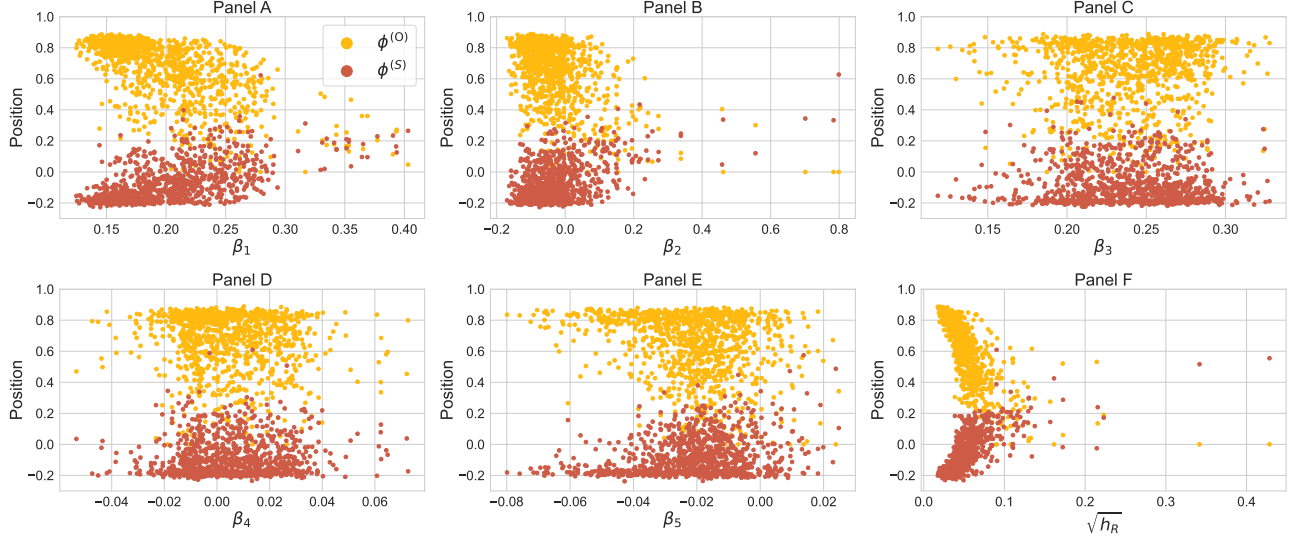 Panel A
Panel B
Panel C
1.0
0.8
0.6
0.4
0.2
0.0
−0.2
Position
ϕ(O)
ϕ(S)
0.15 0.20 0.25 0.30 0.35 0.40
β1
1.0
0.8
0.6
0.4
0.2
0.0
−0.2
Position
−0.2 0.0 0.2 0.4 0.6 0.8
β2
1.0
0.8
0.6
0.4
0.2
0.0
−0.2
Position
0.15 0.20 0.25 0.30
β3
Panel D
Panel E
Panel F
1.0
0.8
0.6
0.4
0.2
0.0
−0.2
Position
−0.04 −0.02 0.00 0.02 0.04 0.06
β4
1.0
0.8
0.6
0.4
0.2
0.0
−0.2
Position
−0.08 −0.06 −0.04 −0.02 0.00 0.02
β5
1.0
0.8
0.6
0.4
0.2
0.0
−0.2
Position
0.0 0.1 0.2 0.3 0.4
√hR